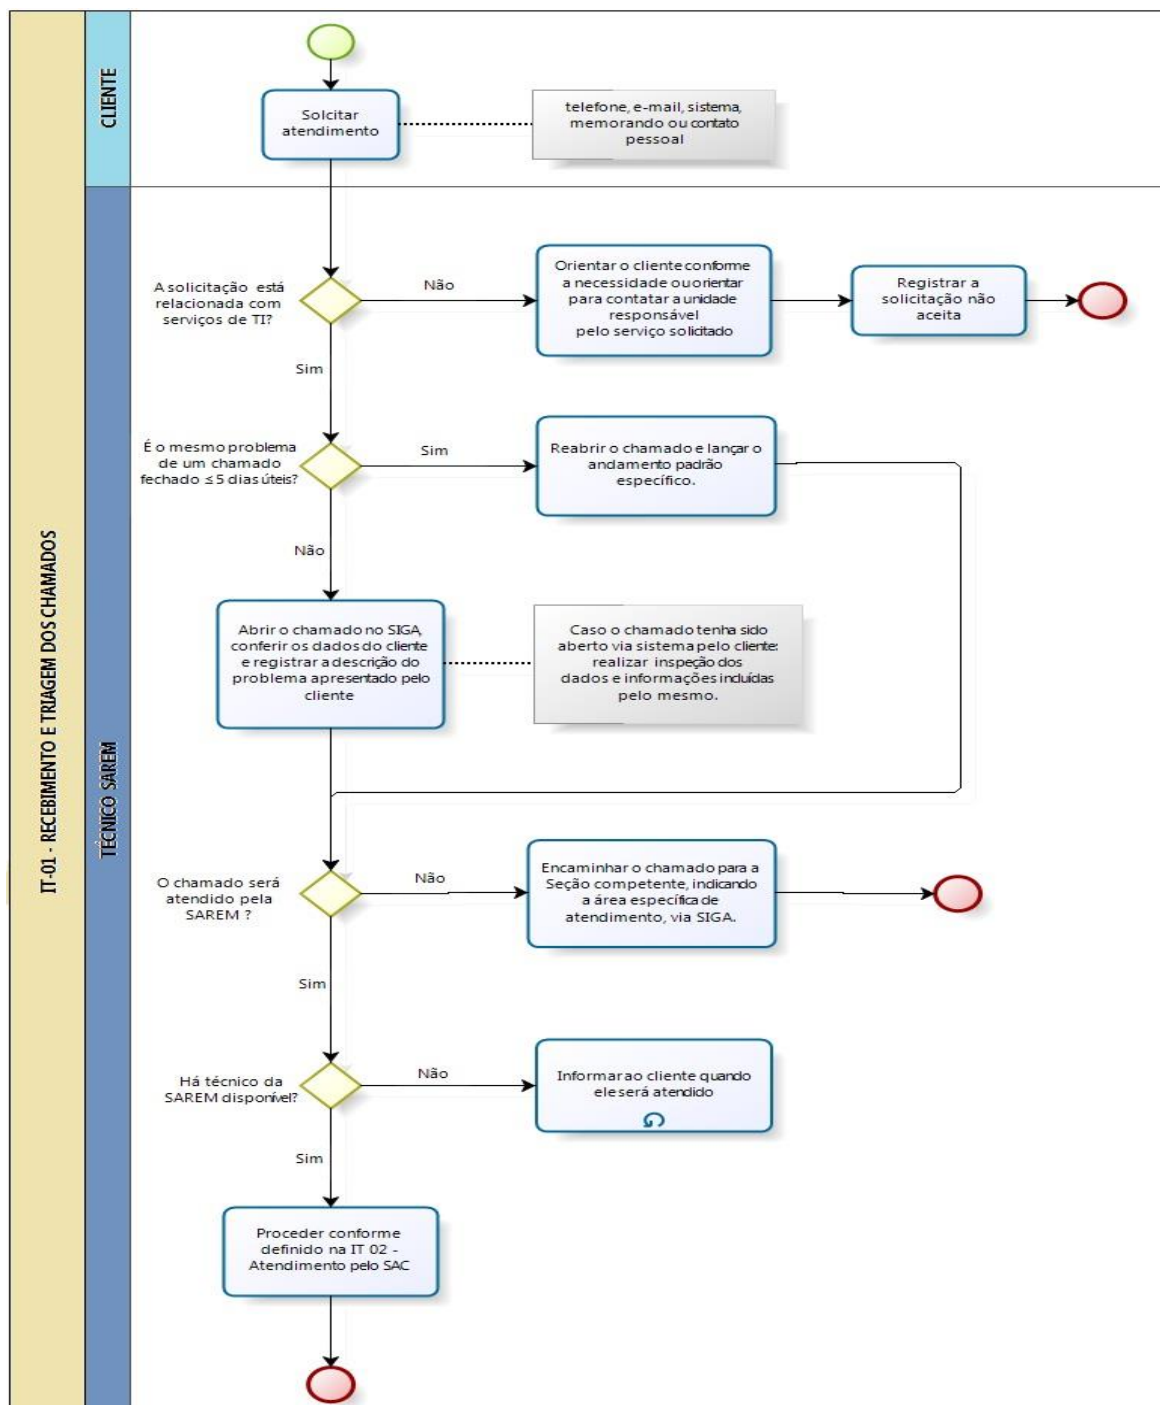 IT-01 - RECEBIMENTO E TRIAGEM DOS CHAMADOS
CLIENTE
Solcitar
atendimento
telefone, e-mail, sistema,
memorando ou contato
pessoal
TÉCNICO SAREM
A solicitação está
relacionada com
serviços de TI?
Não
Orientar o cliente conforme
a necessidade ou orientar
para contatar a unidade
responsável
pelo serviço solicitado
Registrar a
solicitação não
aceita
Sim
É o mesmo problema
de um chamado
fechado ≤ 5 dias úteis?
Sim
Reabrir o chamado e lançar o
andamento padrão
específico.
Não
Abrir o chamado no SIGA,
conferir os dados do cliente
e registrar a descrição do
problema apresentado pelo
cliente
Caso o chamado tenha sido
aberto via sistema pelo cliente:
realizar inspeção dos
dados e informações incluídas
pelo mesmo.
O chamado será
atendido pela
SAREM ?
Não
Encaminhar o chamado para a
Seção competente, indicando
a área específica de
atendimento, via SIGA.
Sim
Há técnico da
SAREM disponível?
Não
Informar ao cliente quando
ele será atendido
Sim
Proceder conforme
definido na IT 02 -
Atendimento pelo SAC